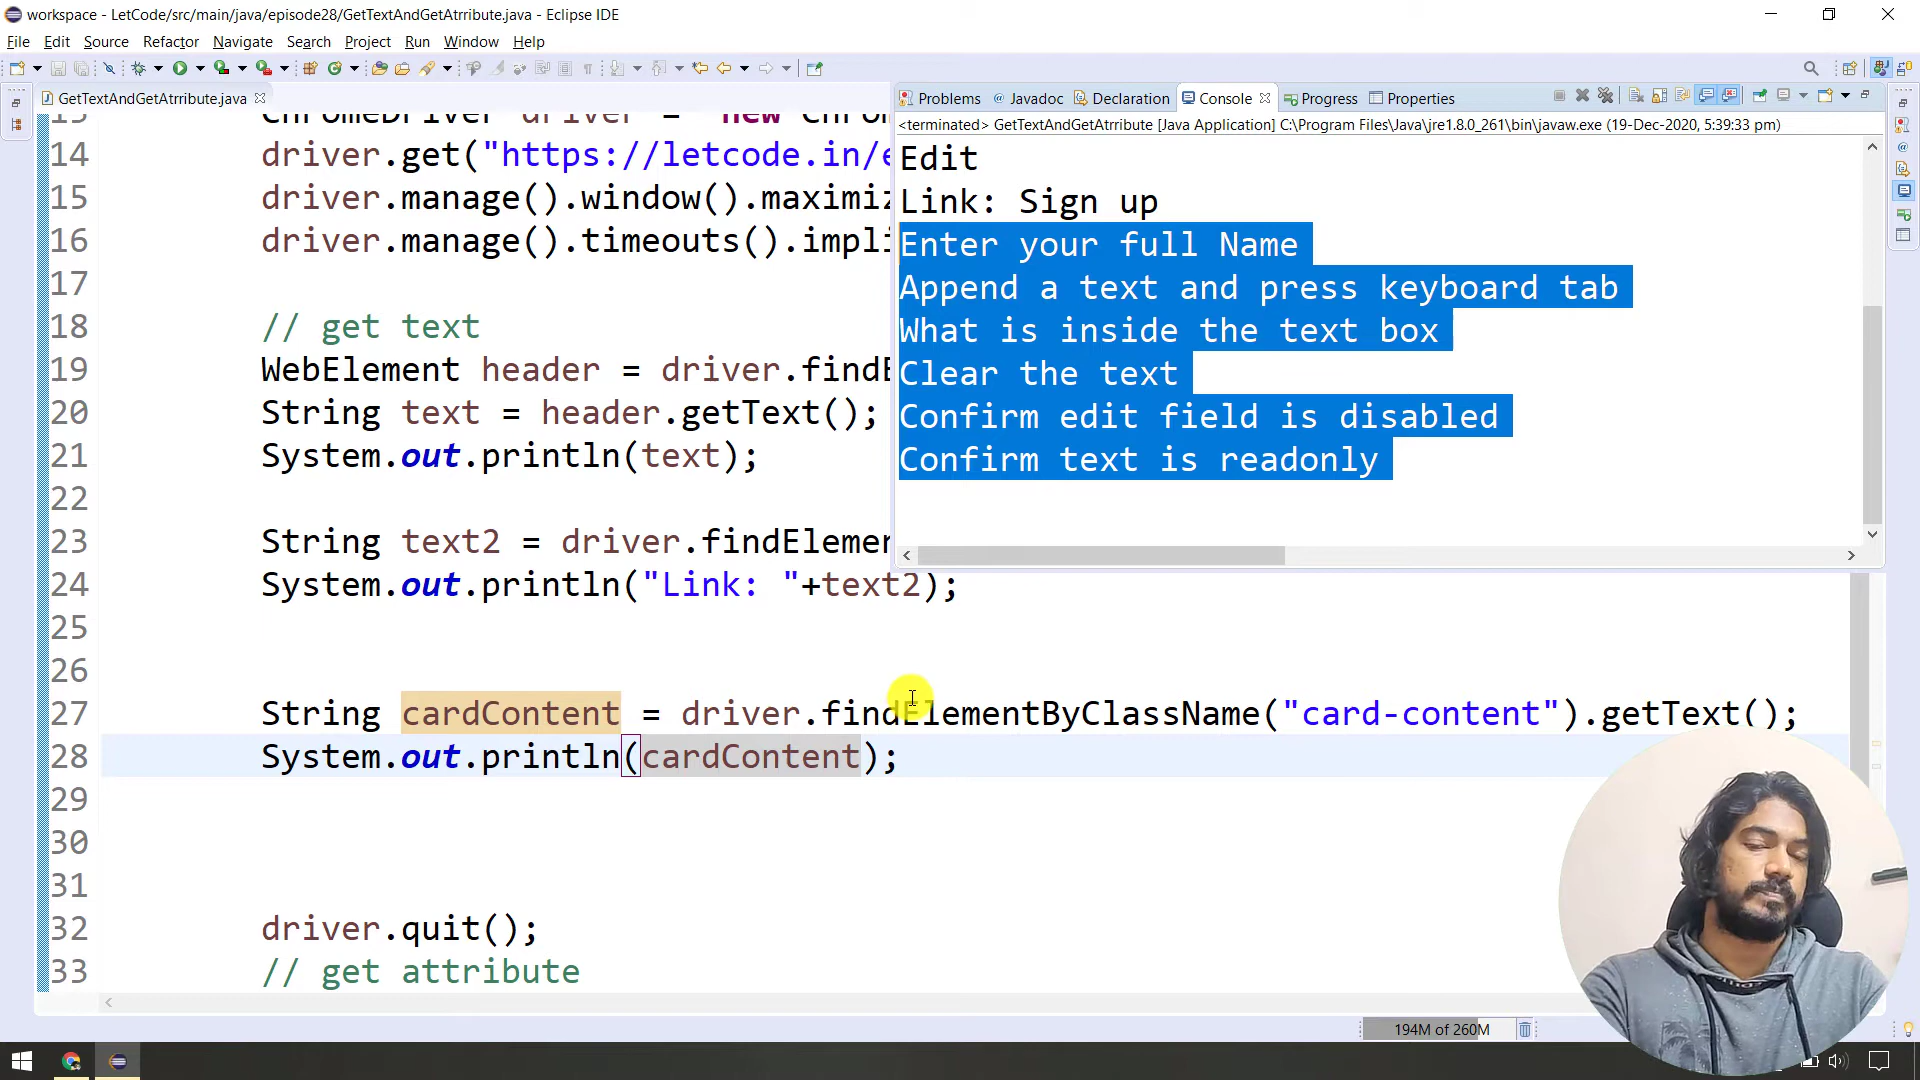 workspace - LetCode/src/main/java/episode28/GetTextAndGetAtrribute.java - Eclipse IDE
File Edit Source Refactor Navigate Search Project Run Window Help
GetTextAndGetAtrribute.java
14 driver.get("https://letcode.in/e
15 driver.manage().window().maximiz
16 driver.manage().timeouts().impli
17
18 // get text
19 WebElement header = driver.findE
20 String text = header.getText();
21 System.out.println(text);
22
23 String text2 = driver.findElemen
24 System.out.println("Link: "+text2);
25
26
27 String cardContent = driver.findElementByClassName("card-content").getText();
28 System.out.println(cardContent);
29
30
31
32 driver.quit();
33 // get attribute
Problems Javadoc Declaration Console Progress Properties
<terminated> GetTextAndGetAtrribute [Java Application] C:\Program Files\Java\jre1.8.0_261\bin\javaw.exe (19-Dec-2020, 5:39:33 pm)
Edit
Link: Sign up
Enter your full Name
Append a text and press keyboard tab
What is inside the text box
Clear the text
Confirm edit field is disabled
Confirm text is readonly
194M of 260M